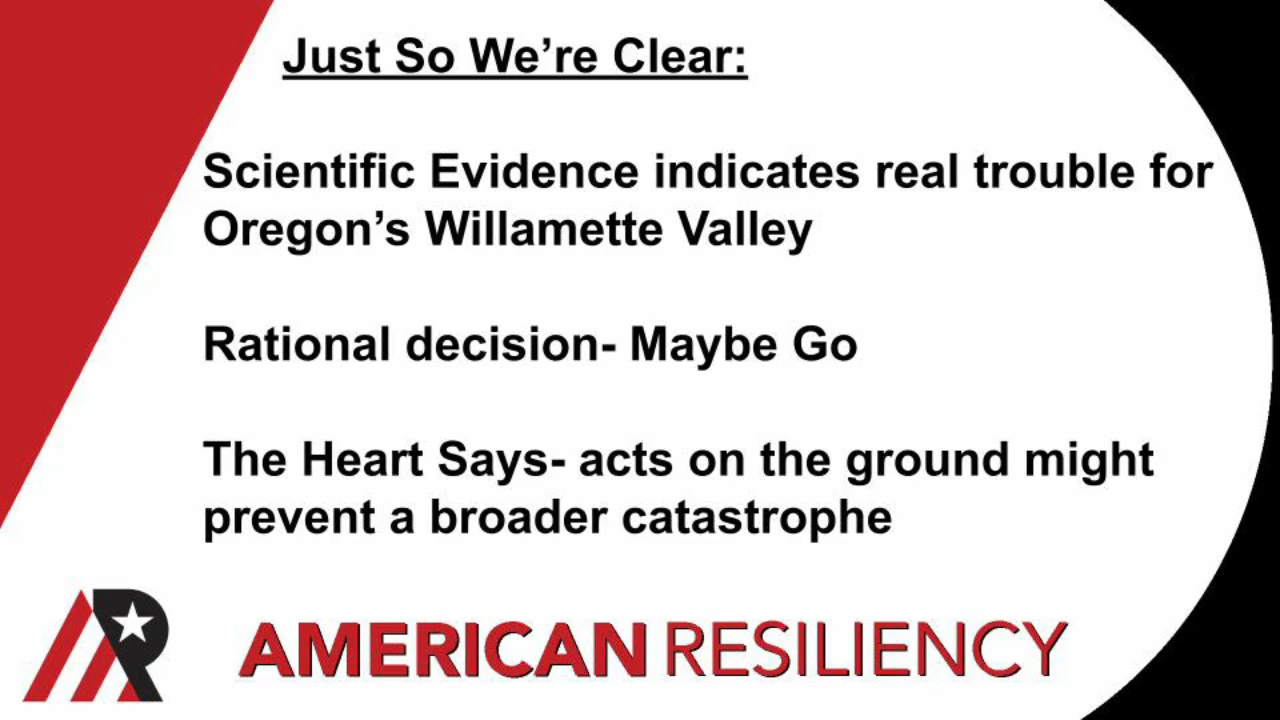 Just So We’re Clear:
Scientific Evidence indicates real trouble for
Oregon’s Willamette Valley
Rational decision- Maybe Go
The Heart Says- acts on the ground might
prevent a broader catastrophe
AR
AMERICAN RESILIENCY